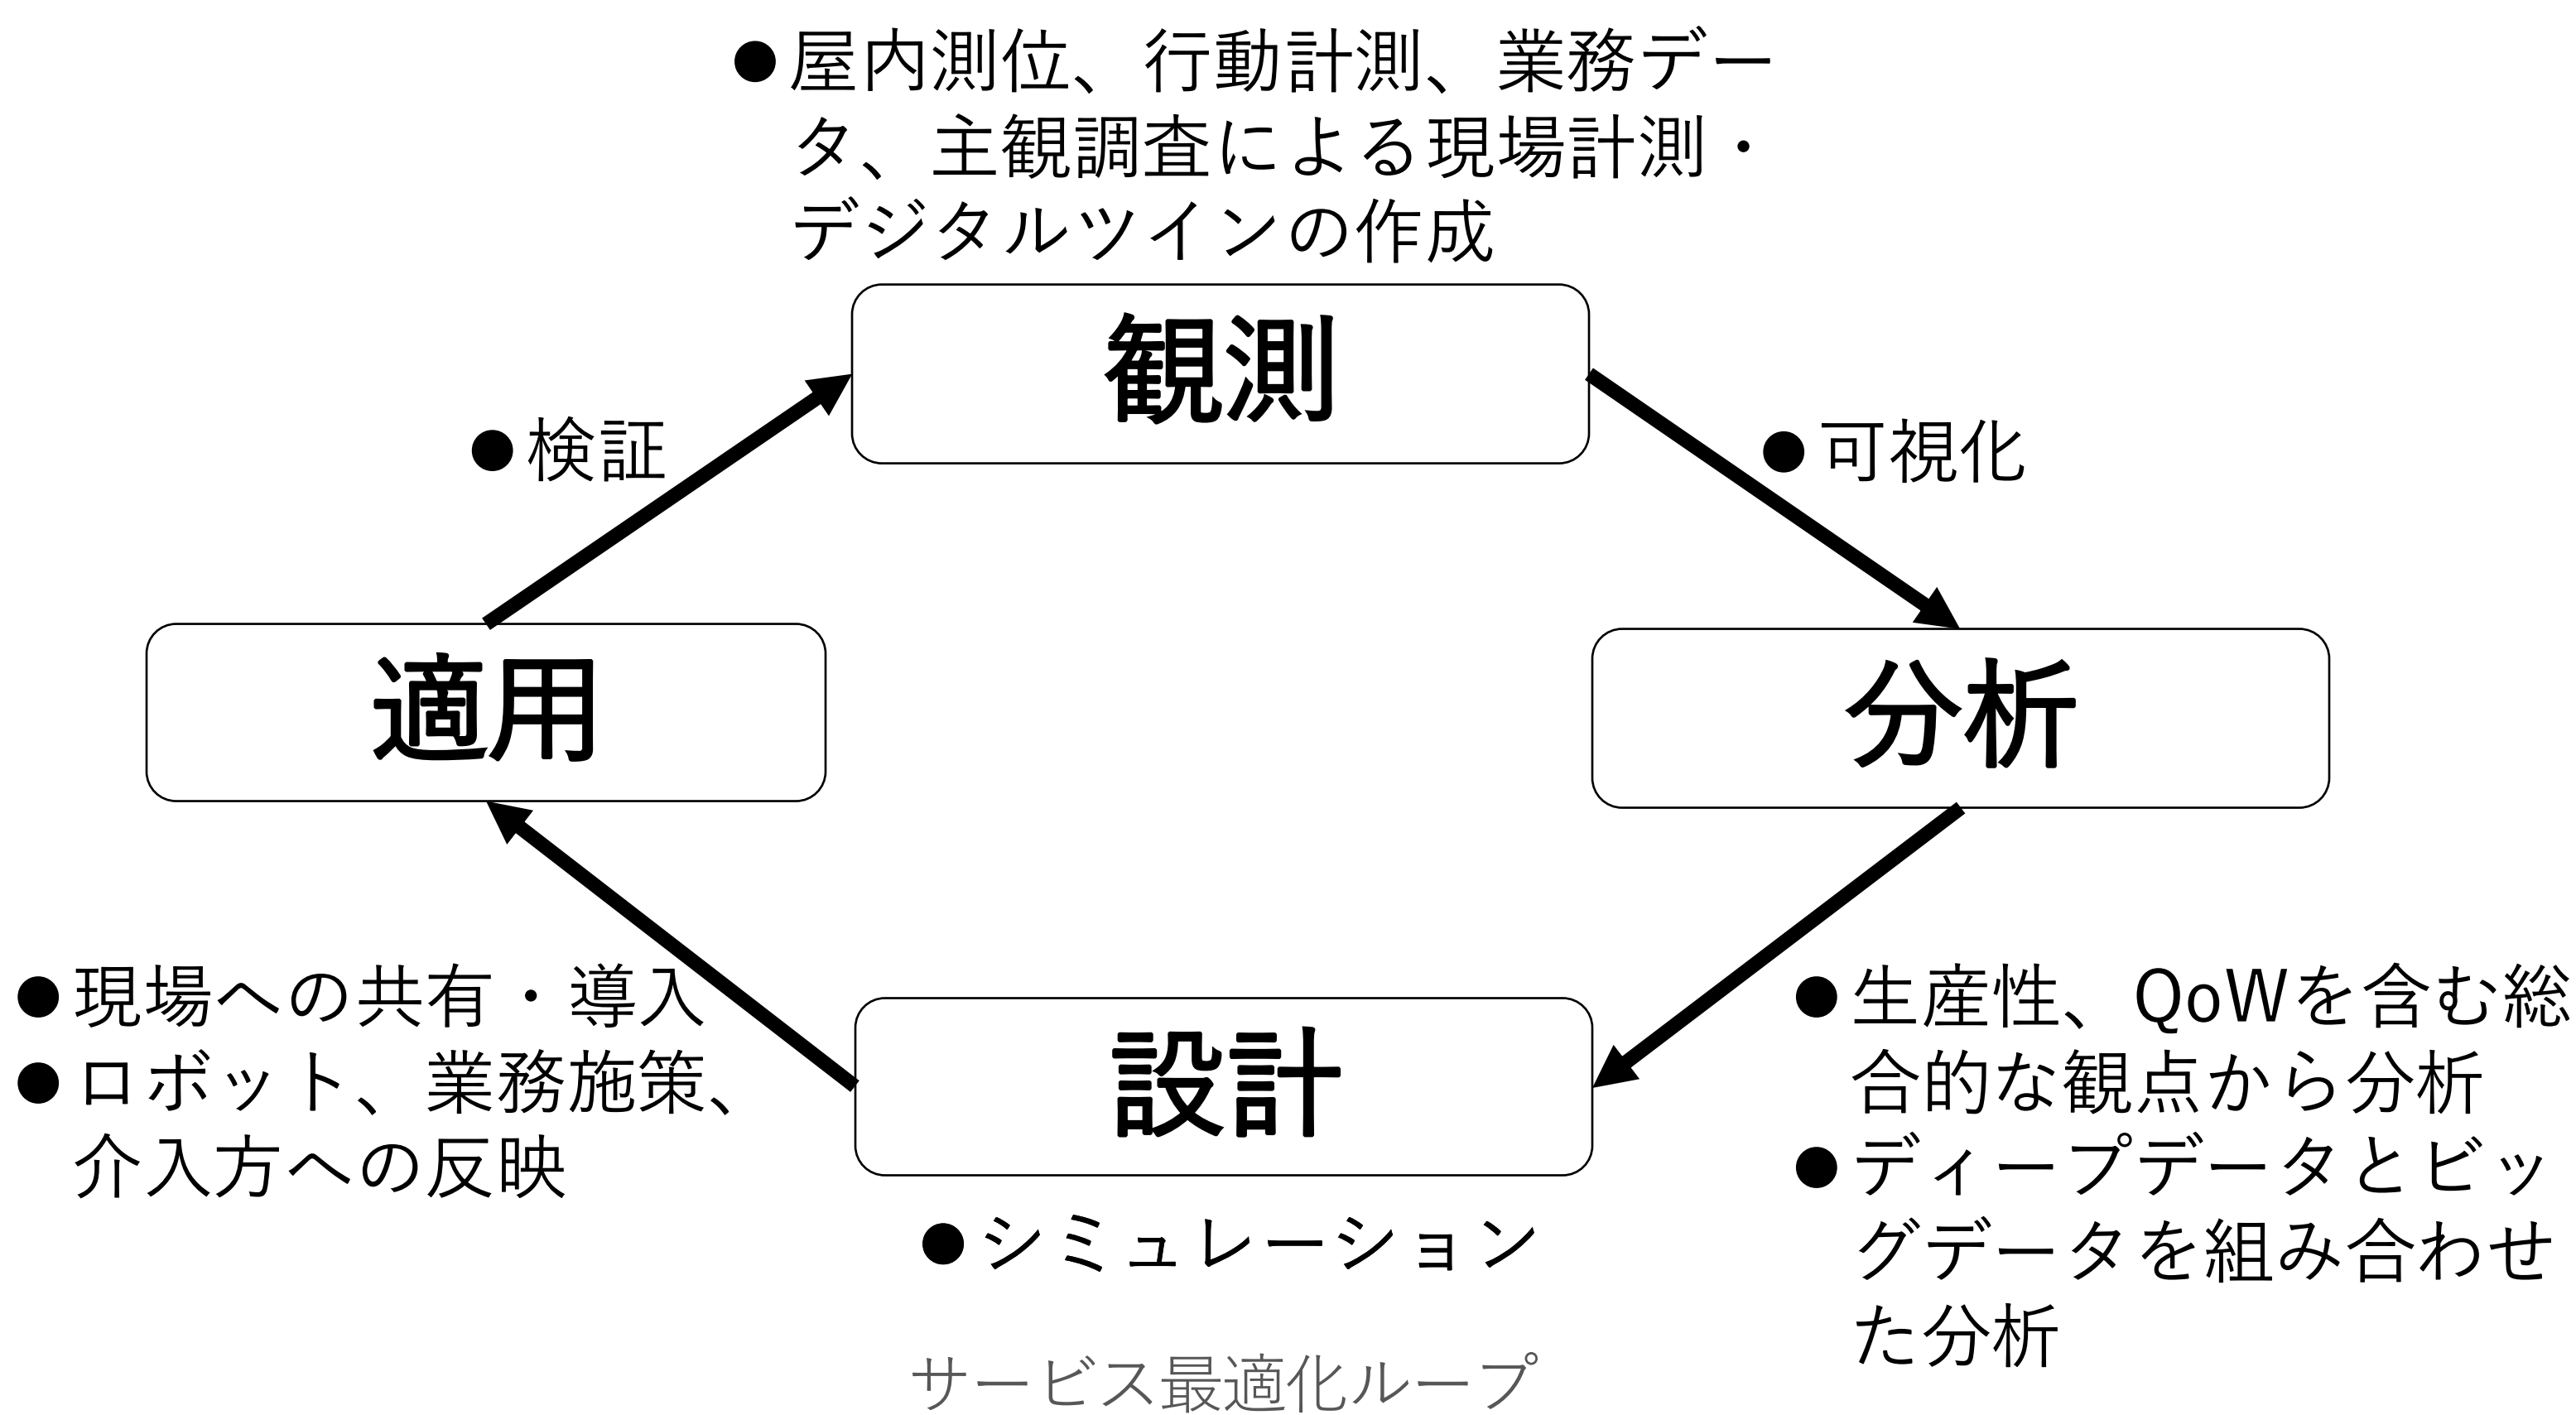 ●屋内測位、行動計測、業務デー
タ、主観調査による現場計測・
デジタルツインの作成
観測
●検証
●可視化
適用
分析
●現場への共有・導入
●ロボット、業務施策、
介入方への反映
設計
●シミュレーション
●生産性、QoWを含む総
合的な観点から分析
●ディープデータとビッ
グデータを組み合わせ
た分析
サービス最適化ループ